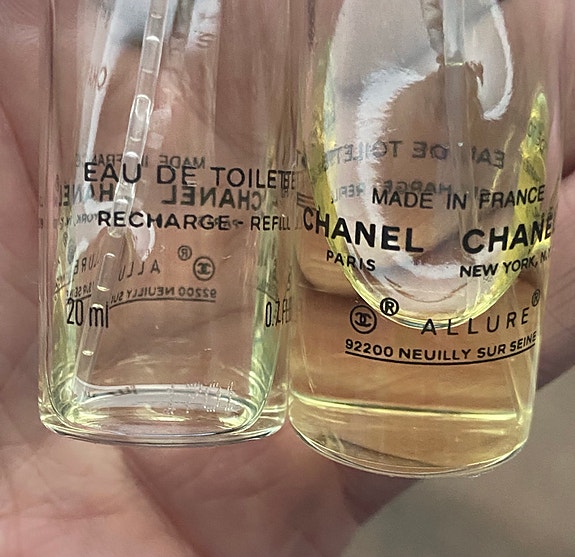 EAU DE TOILETTE
RECHARGE - REFILL
20 ml
MADE IN FRANCE
CHANEL CHANEL
PARIS NEW YORK, N.Y.
® ALLURE ®
92200 NEUILLY SUR SEINE